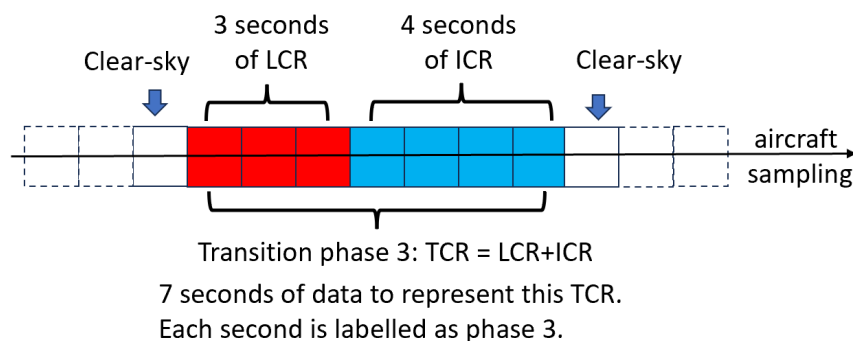 3 seconds
of LCR
4 seconds
of ICR
Clear-sky
Clear-sky
aircraft
sampling
Transition phase 3: TCR = LCR+ICR
7 seconds of data to represent this TCR.
Each second is labelled as phase 3.